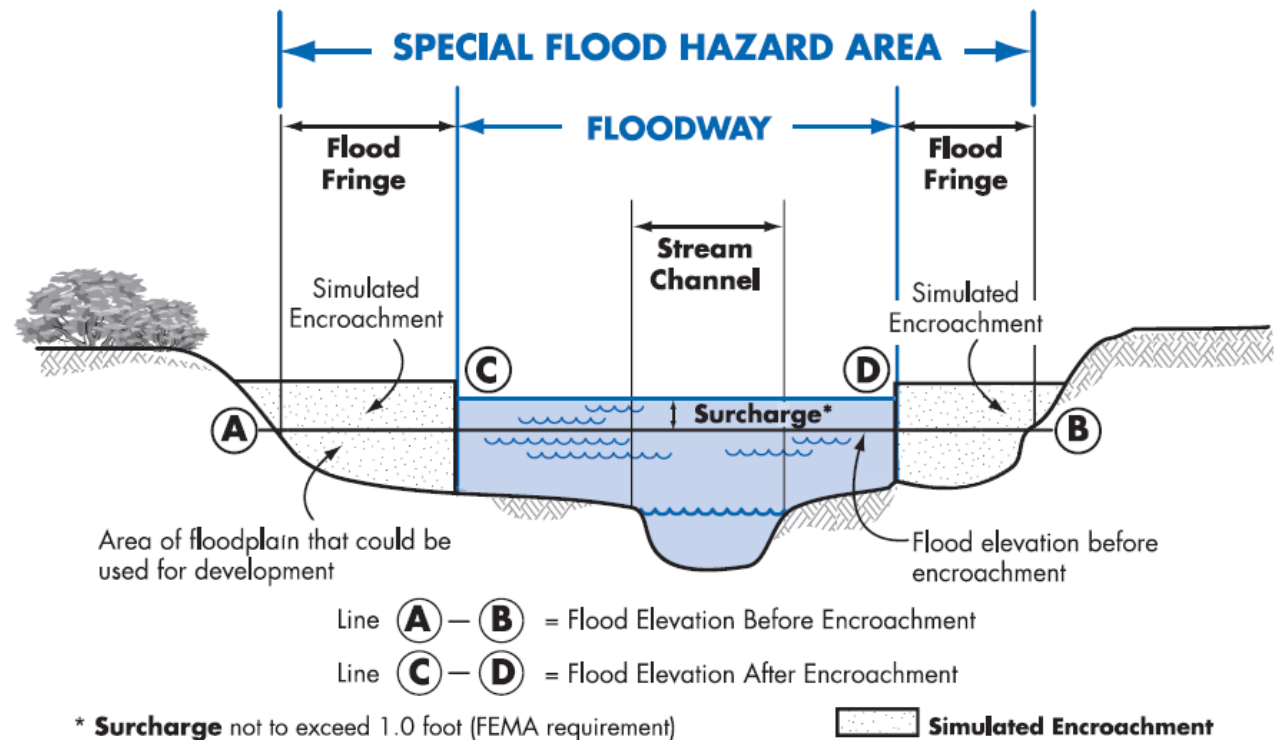 SPECIAL FLOOD HAZARD AREA
FLOODWAY
Flood
Fringe
Flood
Fringe
Stream
Channel
Simulated
Encroachment
Simulated
Encroachment
C
D
Surcharge*
A
B
Area of floodplain that could be
used for development
Flood elevation before
encroachment
Line A – B = Flood Elevation Before Encroachment
Line C – D = Flood Elevation After Encroachment
* Surcharge not to exceed 1.0 foot (FEMA requirement)
Simulated Encroachment